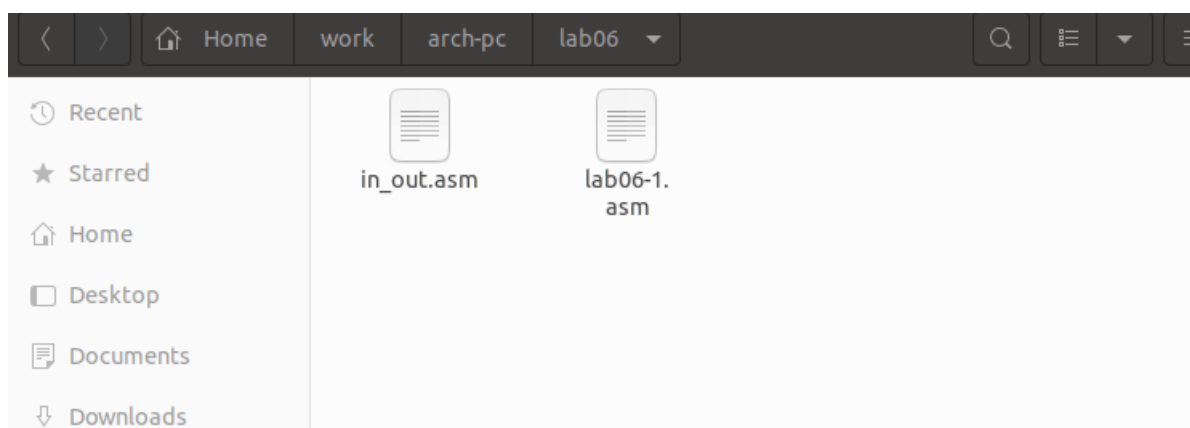 Home work arch-pc lab06
Recent
Starred
Home
Desktop
Documents
Downloads
in_out.asm
lab06-1.
asm